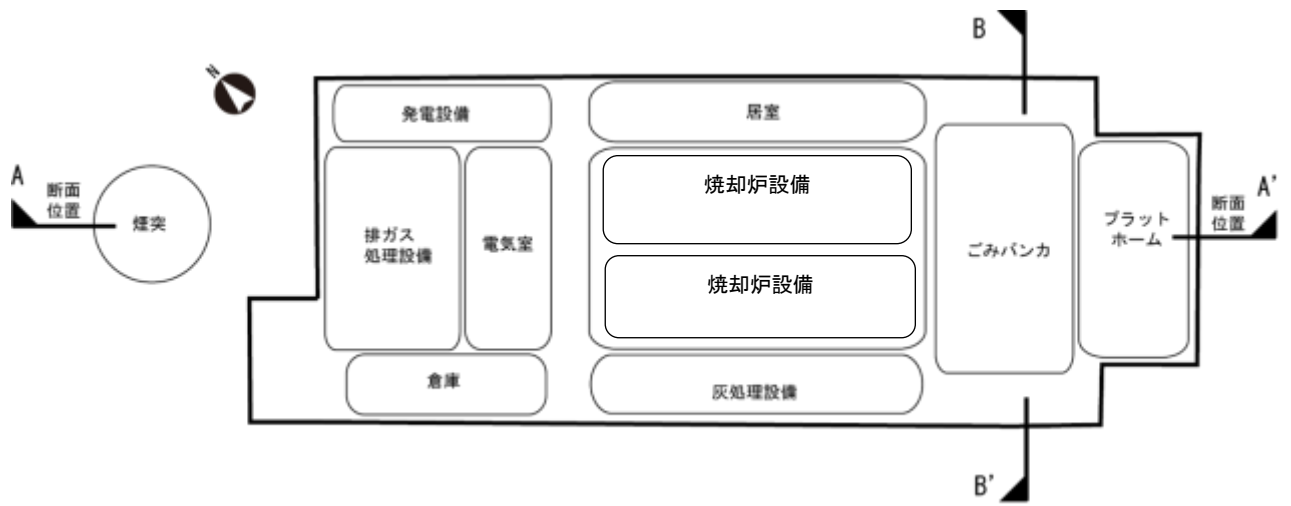 B
N
発電設備
居室
A
断面
位置
煙突
排ガス
処理設備
電気室
焼却炉設備
焼却炉設備
ごみバンカ
プラット
ホーム
断面
位置
A'
倉庫
灰処理設備
B'